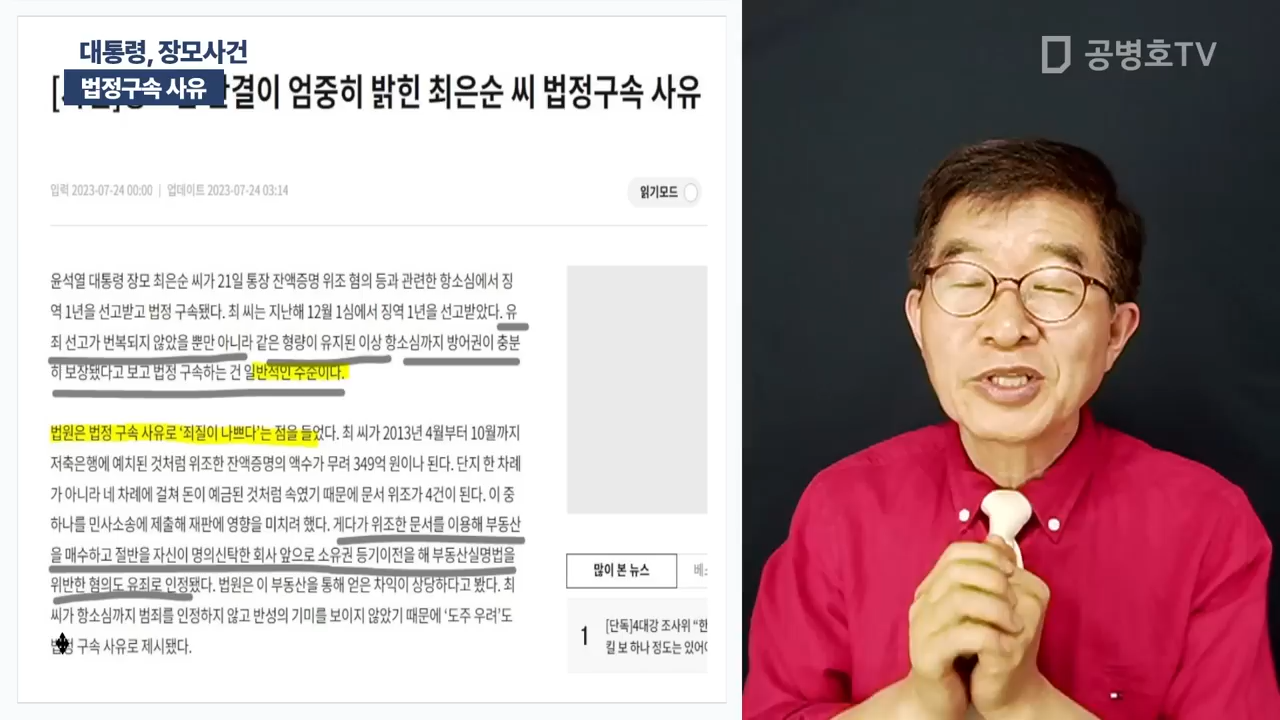 대통령, 장모사건
법정구속 사유
공병호TV
판결이 엄중히 밝힌 최은순 씨 법정구속 사유
입력 2023-07-24 00:00 | 업데이트 2023-07-24 03:14
읽기모드
윤석열 대통령 장모 최은순 씨가 21일 통장 잔액증명 위조 혐의 등과 관련한 항소심에서 징
역 1년을 선고받고 법정 구속됐다. 최 씨는 지난해 12월 1심에서 징역 1년을 선고받았다. 유
죄 선고가 번복되지 않았을 뿐만 아니라 같은 형량이 유지된 이상 항소심까지 방어권이 충분
히 보장됐다고 보고 법정 구속하는 건 일반적인 수준이다.
법원은 법정 구속 사유로 ‘죄질이 나쁘다’는 점을 들었다. 최 씨가 2013년 4월부터 10월까지
저축은행에 예치된 것처럼 위조한 잔액증명의 액수가 무려 349억 원이나 된다. 단지 한 차례
가 아니라 네 차례에 걸쳐 돈이 예금된 것처럼 속였기 때문에 문서 위조가 4건이 된다. 이 중
하나를 민사소송에 제출해 재판에 영향을 미치려 했다. 게다가 위조한 문서를 이용해 부동산
을 매수하고 절반을 자신이 명의신탁한 회사 앞으로 소유권 등기이전을 해 부동산실명법을
위반한 혐의도 유죄로 인정됐다. 법원은 이 부동산을 통해 얻은 차익이 상당하다고 봤다. 최
씨가 항소심까지 범죄를 인정하지 않고 반성의 기미를 보이지 않았기 때문에 ‘도주 우려’도
법정 구속 사유로 제시됐다.
많이 본 뉴스
베스
1
[단독]4대강 조사위 “한
킬 보 하나 정도는 있어야